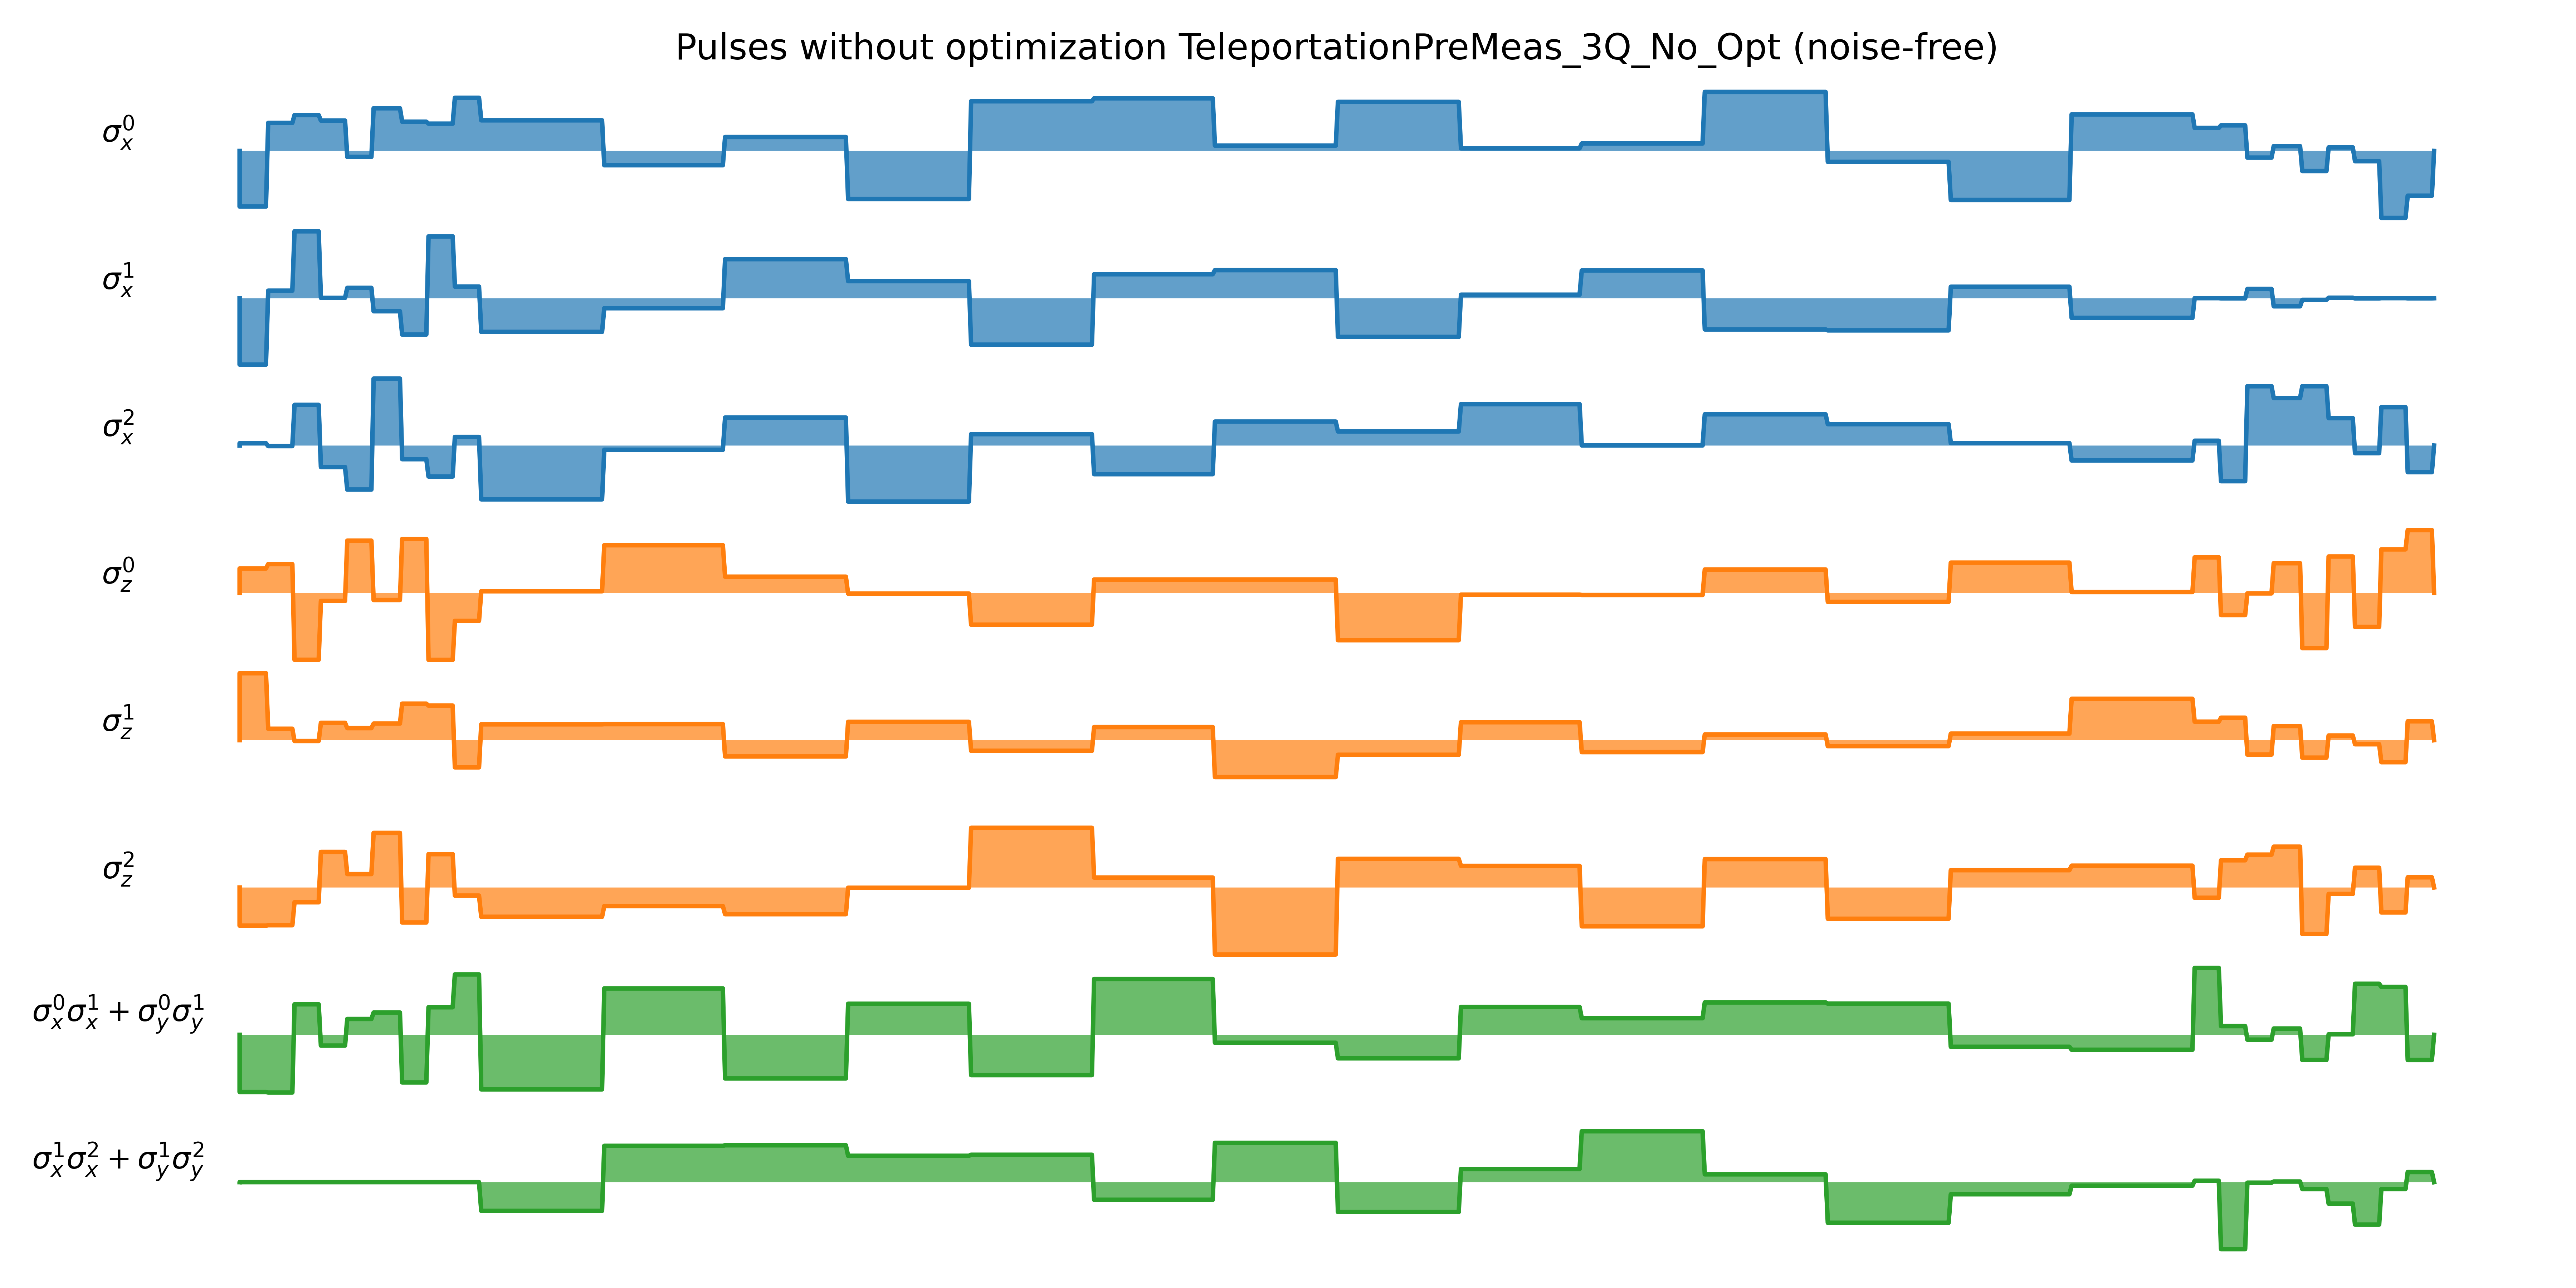 Pulses without optimization TeleportationPreMeas_3Q_No_Opt (noise-free)
σ_x^0
σ_x^1
σ_x^2
σ_z^0
σ_z^1
σ_z^2
σ_x^0σ_x^1 + σ_y^0σ_y^1
σ_x^1σ_x^2 + σ_y^1σ_y^2